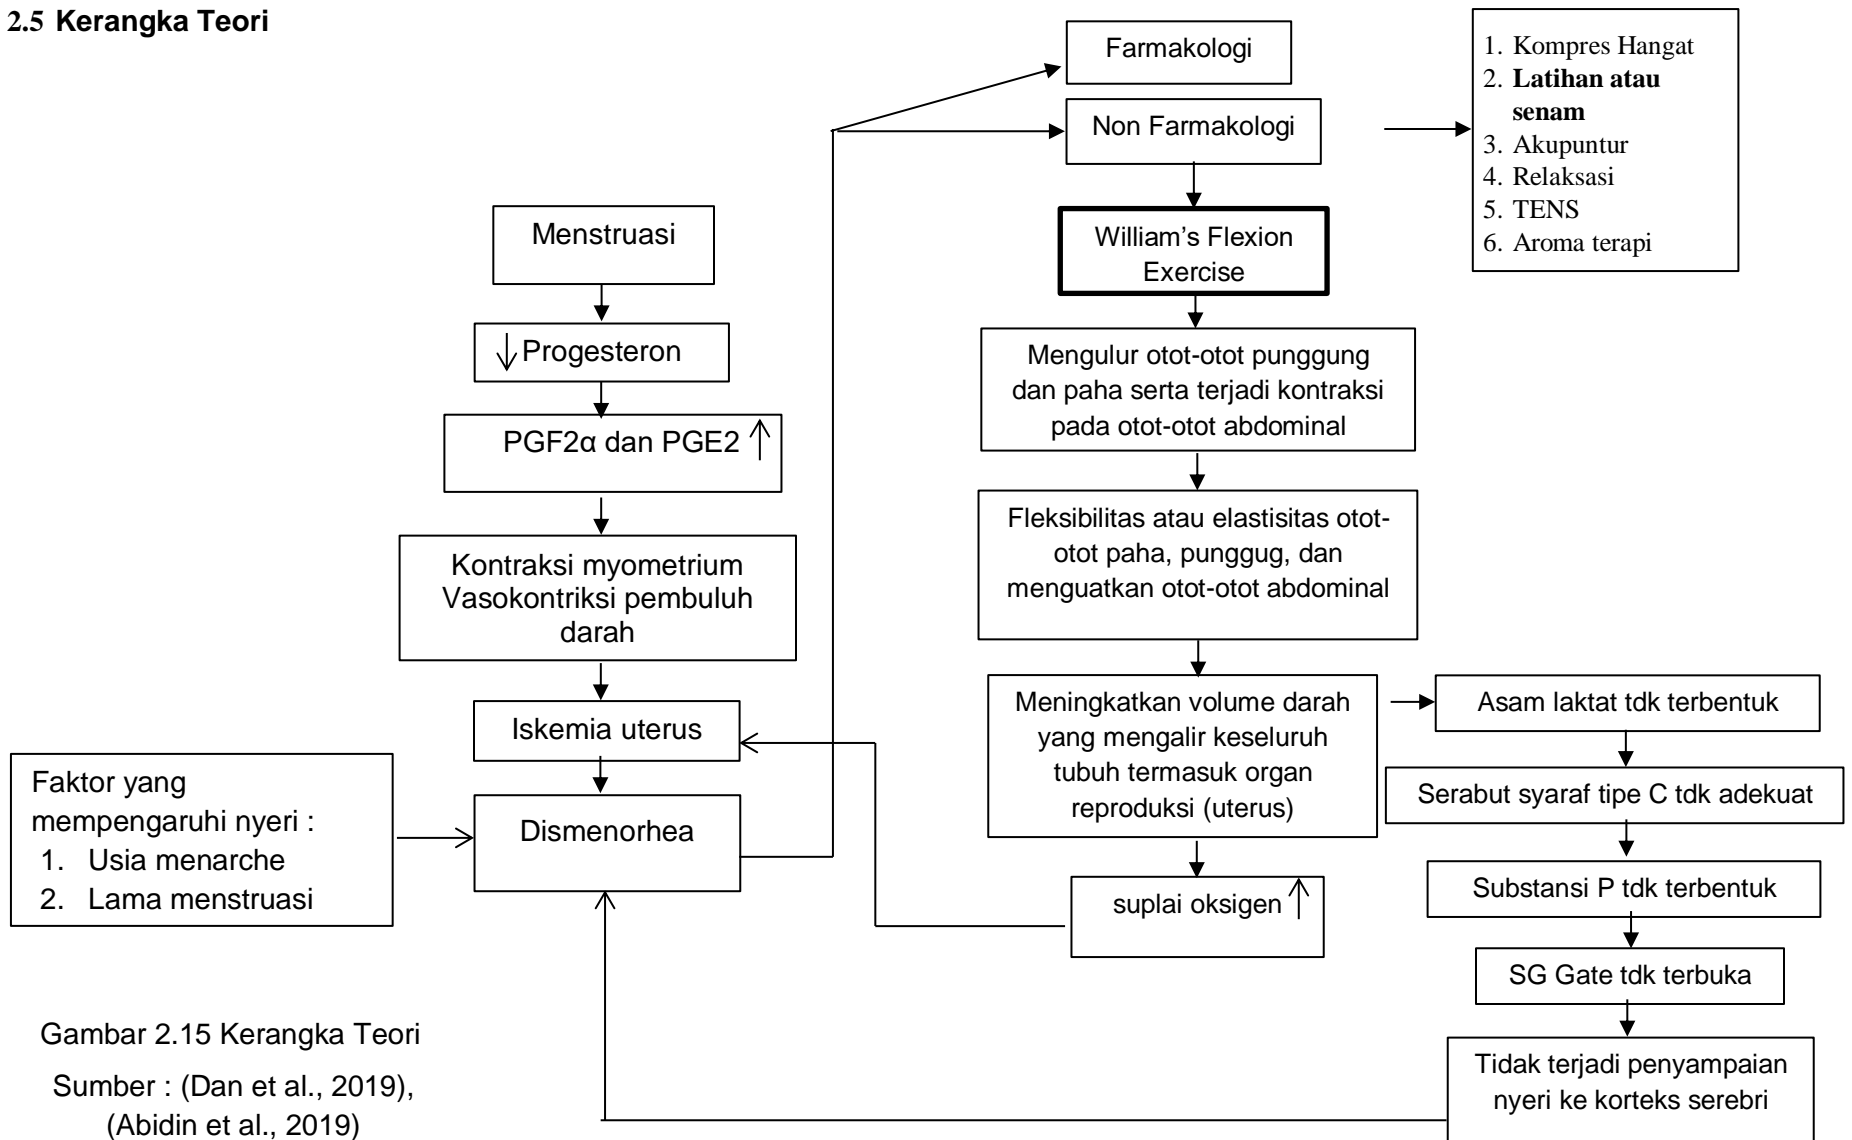 2.5 Kerangka Teori
Farmakologi
Non Farmakologi
1. Kompres Hangat
2. Latihan atau
senam
3. Akupuntur
4. Relaksasi
5. TENS
6. Aroma terapi
Menstruasi
↓ Progesteron
PGF2α dan PGE2 ↑
Kontraksi myometrium
Vasokontriksi pembuluh
darah
Iskemia uterus
Dismenorhea
Faktor yang
mempengaruhi nyeri :
1. Usia menarche
2. Lama menstruasi
William’s Flexion
Exercise
Mengulur otot-otot punggung
dan paha serta terjadi kontraksi
pada otot-otot abdominal
Fleksibilitas atau elastisitas otot-
otot paha, punggug, dan
menguatkan otot-otot abdominal
Meningkatkan volume darah
yang mengalir keseluruh
tubuh termasuk organ
reproduksi (uterus)
suplai oksigen ↑
Asam laktat tdk terbentuk
Serabut syaraf tipe C tdk adekuat
Substansi P tdk terbentuk
SG Gate tdk terbuka
Tidak terjadi penyampaian
nyeri ke korteks serebri
Gambar 2.15 Kerangka Teori
Sumber : (Dan et al., 2019),
(Abidin et al., 2019)